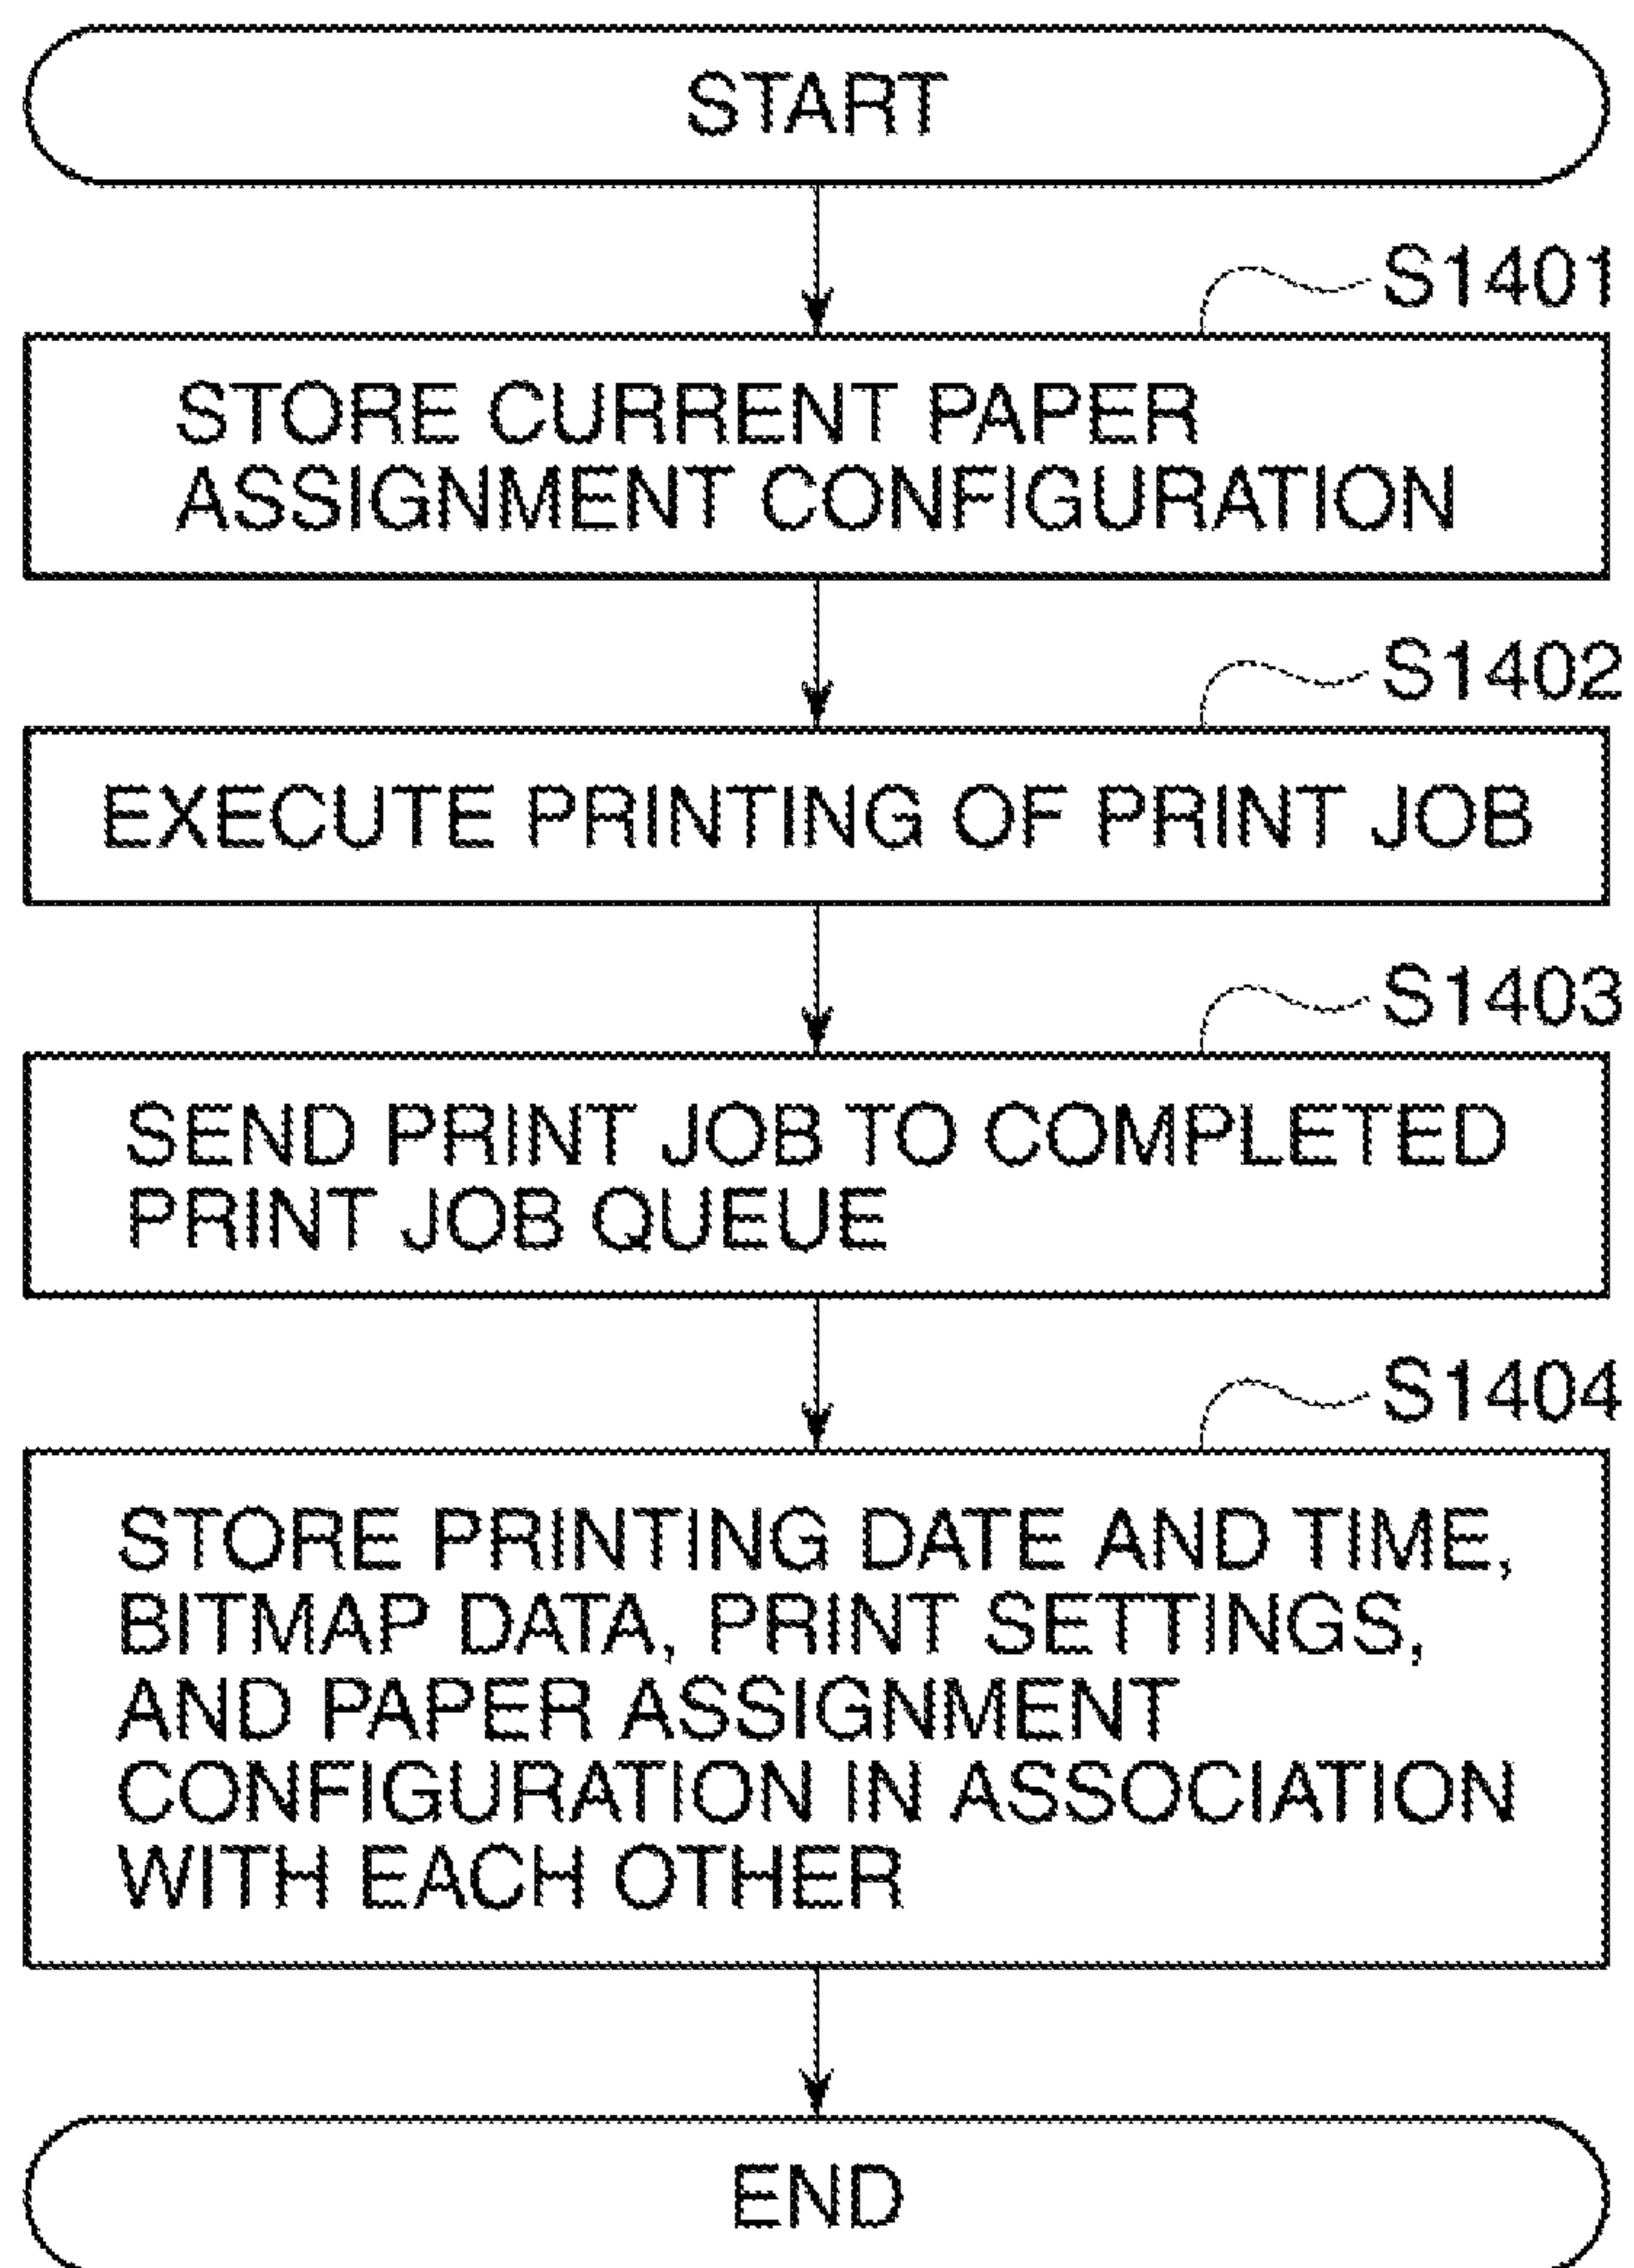 START
S1401
STORE CURRENT PAPER
ASSIGNMENT CONFIGURATION
S1402
EXECUTE PRINTING OF PRINT JOB
S1403
SEND PRINT JOB TO COMPLETED
PRINT JOB QUEUE
S1404
STORE PRINTING DATE AND TIME,
BITMAP DATA, PRINT SETTINGS,
AND PAPER ASSIGNMENT
CONFIGURATION IN ASSOCIATION
WITH EACH OTHER
END